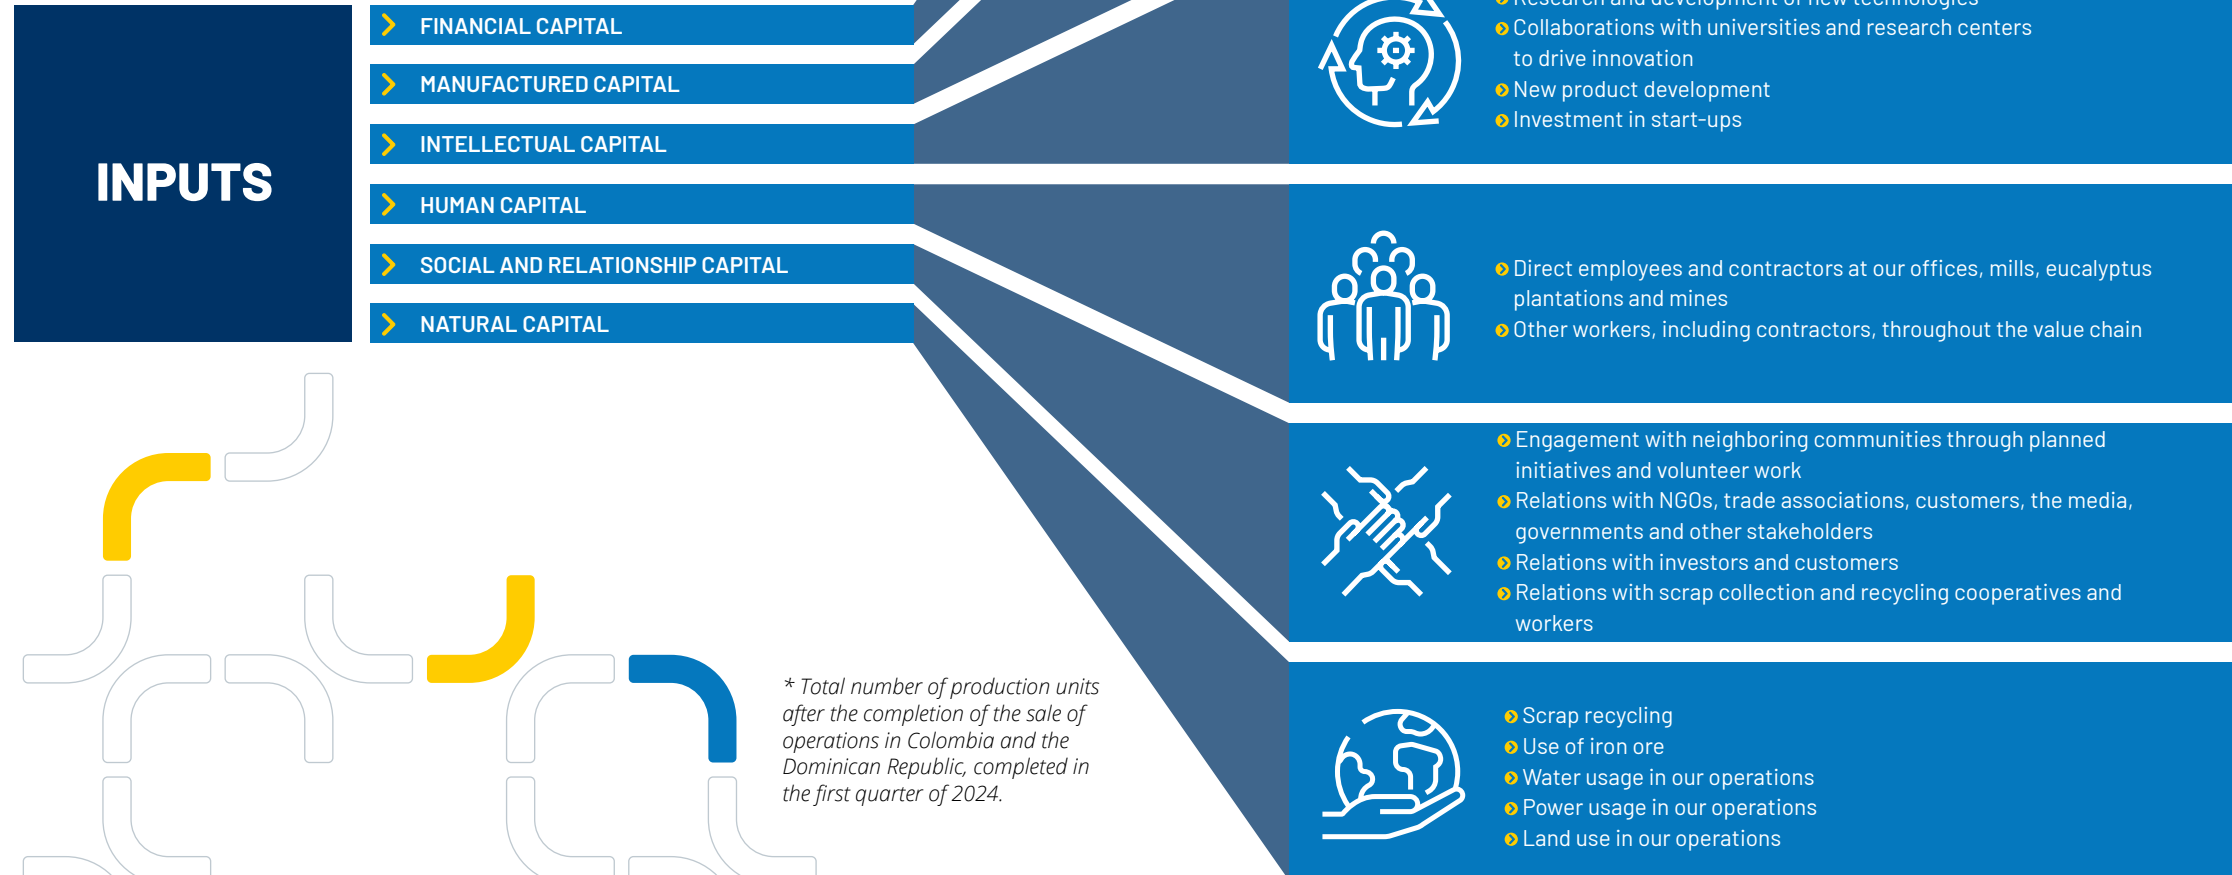 INPUTS
FINANCIAL CAPITAL
MANUFACTURED CAPITAL
INTELLECTUAL CAPITAL
HUMAN CAPITAL
SOCIAL AND RELATIONSHIP CAPITAL
NATURAL CAPITAL
Research and development of new technologies
Collaborations with universities and research centers
to drive innovation
New product development
Investment in start-ups
Direct employees and contractors at our offices, mills, eucalyptus
plantations and mines
Other workers, including contractors, throughout the value chain
Engagement with neighboring communities through planned
initiatives and volunteer work
Relations with NGOs, trade associations, customers, the media,
governments and other stakeholders
Relations with investors and customers
Relations with scrap collection and recycling cooperatives and
workers
Scrap recycling
Use of iron ore
Water usage in our operations
Power usage in our operations
Land use in our operations
* Total number of production units
after the completion of the sale of
operations in Colombia and the
Dominican Republic, completed in
the first quarter of 2024.